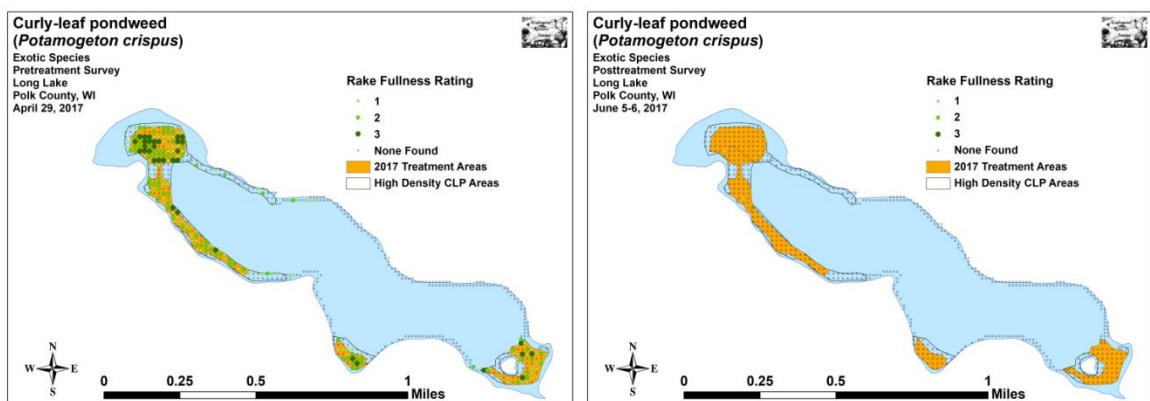 Curly-leaf pondweed
(Potamogeton crispus)
Exotic Species
Pretreatment Survey
Long Lake
Polk County, WI
April 29, 2017
Rake Fullness Rating
1
2
3
None Found
2017 Treatment Areas
High Density CLP Areas
N
W E
S
0 0.25 0.5 1
Miles
Curly-leaf pondweed
(Potamogeton crispus)
Exotic Species
Posttreatment Survey
Long Lake
Polk County, WI
June 5-6, 2017
Rake Fullness Rating
1
2
3
None Found
2017 Treatment Areas
High Density CLP Areas
N
W E
S
0 0.25 0.5 1
Miles